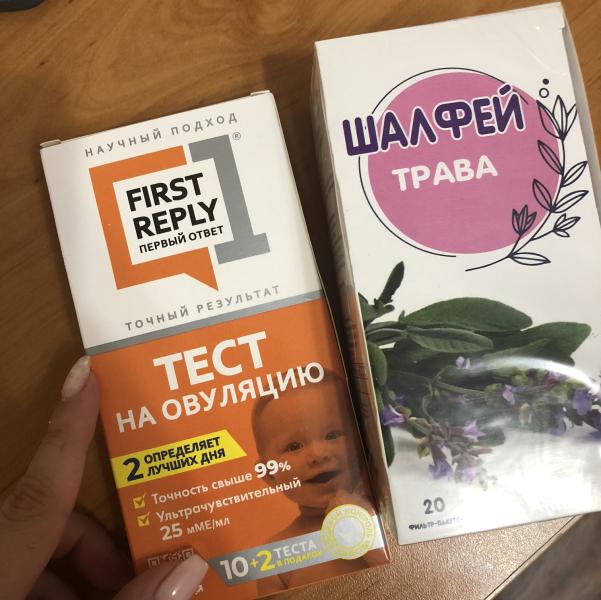 НАУЧНЫЙ ПОДХОД
®
1
FIRST
REPLY
ПЕРВЫЙ ОТВЕТ
ТОЧНЫЙ РЕЗУЛЬТАТ
ТЕСТ
НА ОВУЛЯЦИЮ
2 ОПРЕДЕЛЯЕТ
ЛУЧШИХ ДНЯ
Точность свыше 99%
Ультрачувствительный
25 мМЕ/мл
10+2 ТЕСТА
В ПОДАРОК
ШАЛФЕЙ
ТРАВА
20